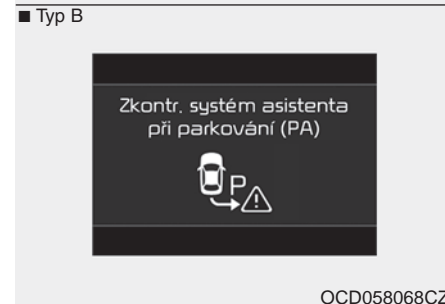 ■ Typ B
Zkontr. systém asistenta
při parkování (PA)
P
OCD058068CZ